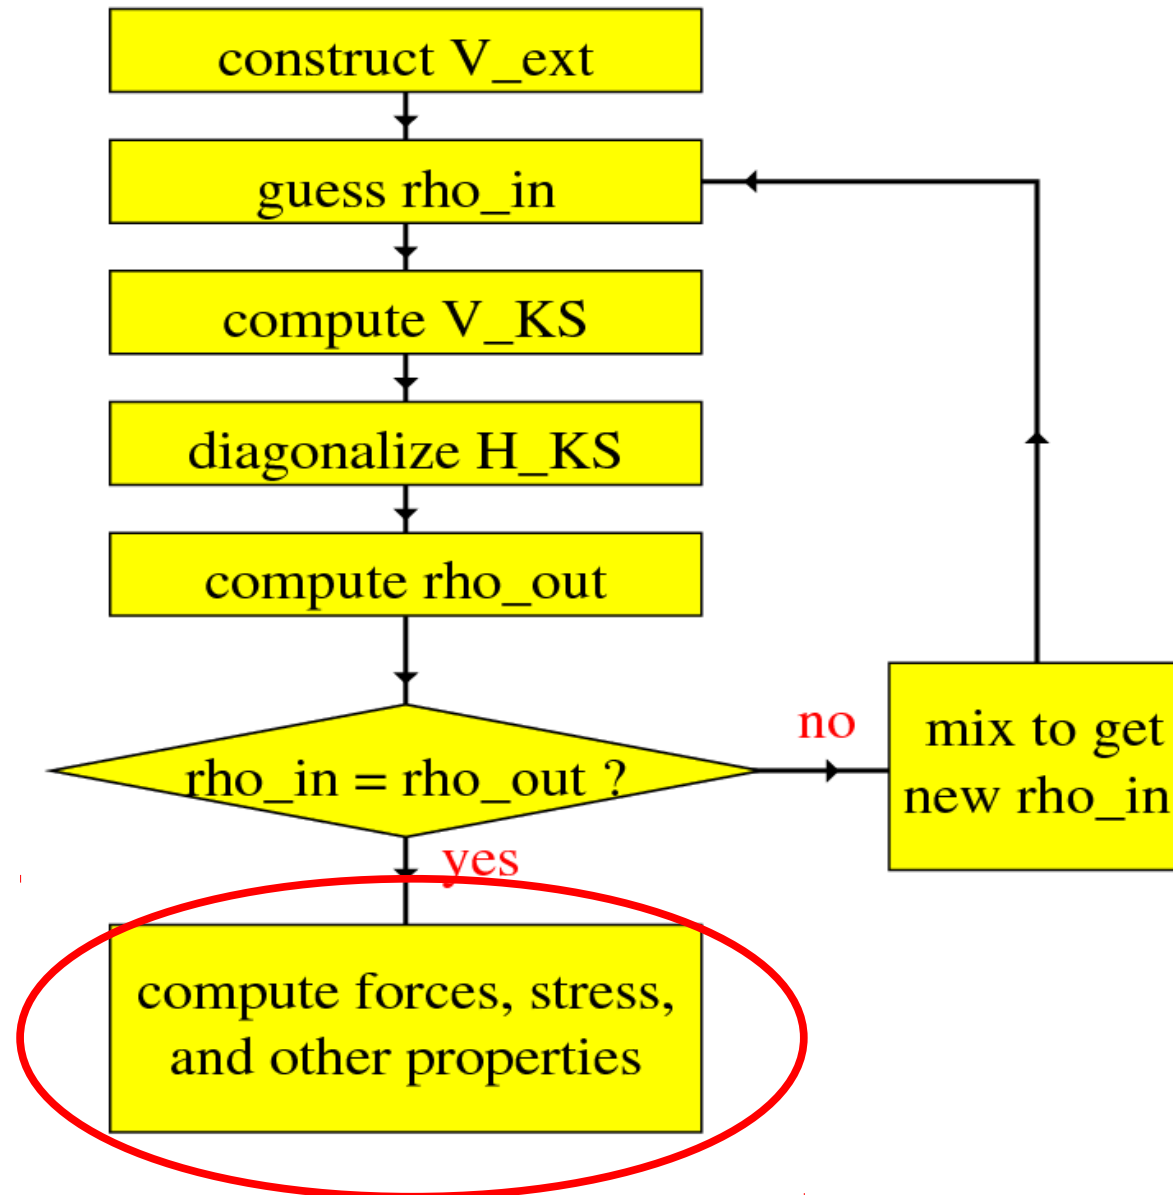 construct V_ext
guess rho_in
compute V_KS
diagonalize H_KS
compute rho_out
rho_in = rho_out ?
no
mix to get
new rho_in
yes
compute forces, stress,
and other properties